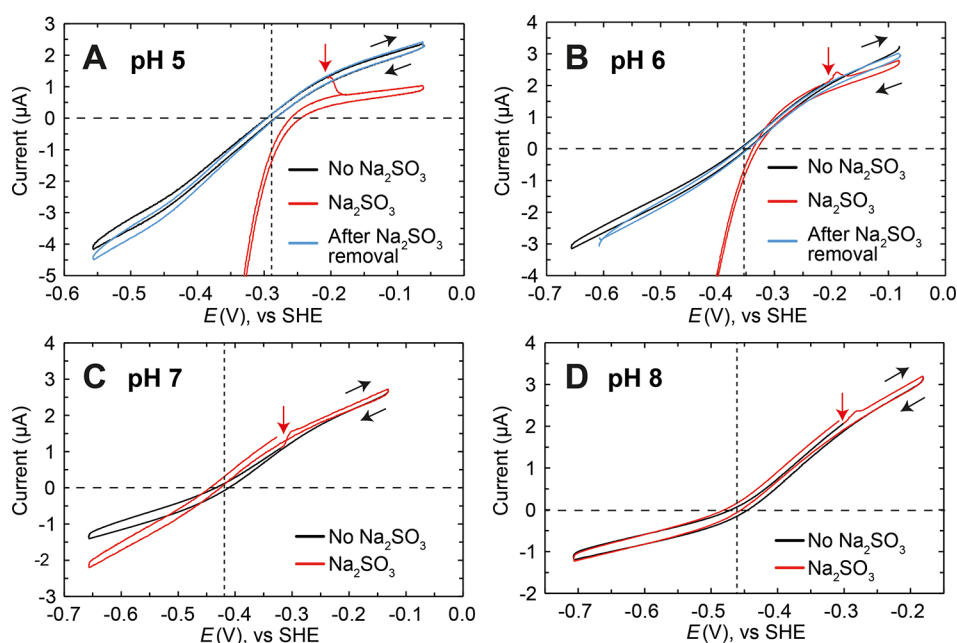 A pH 5
3
2
1
0
-1
-2
-3
-4
-5
Current (µA)
No Na2SO3
Na2SO3
After Na2SO3
removal
-0.6 -0.5 -0.4 -0.3 -0.2 -0.1 0.0
E (V), vs SHE
B pH 6
4
3
2
1
0
-1
-2
-3
-4
Current (µA)
No Na2SO3
Na2SO3
After Na2SO3
removal
-0.7 -0.6 -0.5 -0.4 -0.3 -0.2 -0.1 0.0
E (V), vs SHE
C pH 7
4
3
2
1
0
-1
-2
-3
Current (µA)
No Na2SO3
Na2SO3
-0.7 -0.6 -0.5 -0.4 -0.3 -0.2 -0.1 0.0
E (V), vs SHE
D pH 8
4
3
2
1
0
-1
-2
Current (µA)
No Na2SO3
Na2SO3
-0.7 -0.6 -0.5 -0.4 -0.3 -0.2
E (V), vs SHE